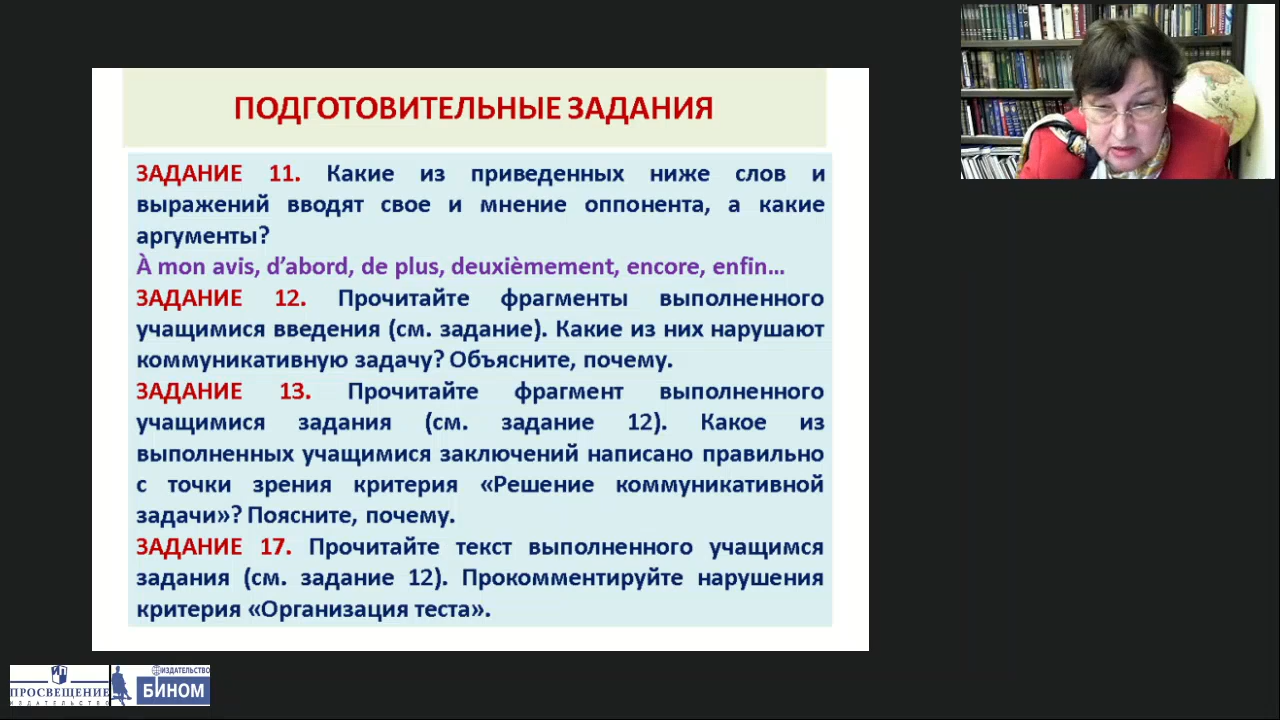 ПОДГОТОВИТЕЛЬНЫЕ ЗАДАНИЯ
ЗАДАНИЕ 11. Какие из приведенных ниже слов и
выражений вводят свое и мнение оппонента, а какие
аргументы?
À mon avis, d’abord, de plus, deuxièmement, encore, enfin…
ЗАДАНИЕ 12. Прочитайте фрагменты выполненного
учащимися введения (см. задание). Какие из них нарушают
коммуникативную задачу? Объясните, почему.
ЗАДАНИЕ 13. Прочитайте фрагмент выполненного
учащимися задания (см. задание 12). Какое из
выполненных учащимися заключений написано правильно
с точки зрения критерия «Решение коммуникативной
задачи»? Поясните, почему.
ЗАДАНИЕ 17. Прочитайте текст выполненного учащимся
задания (см. задание 12). Прокомментируйте нарушения
критерия «Организация теста».
ПРОСВЕЩЕНИЕ
ИЗДАТЕЛЬСТВО
ИЗДАТЕЛЬСТВО
БИНОМ